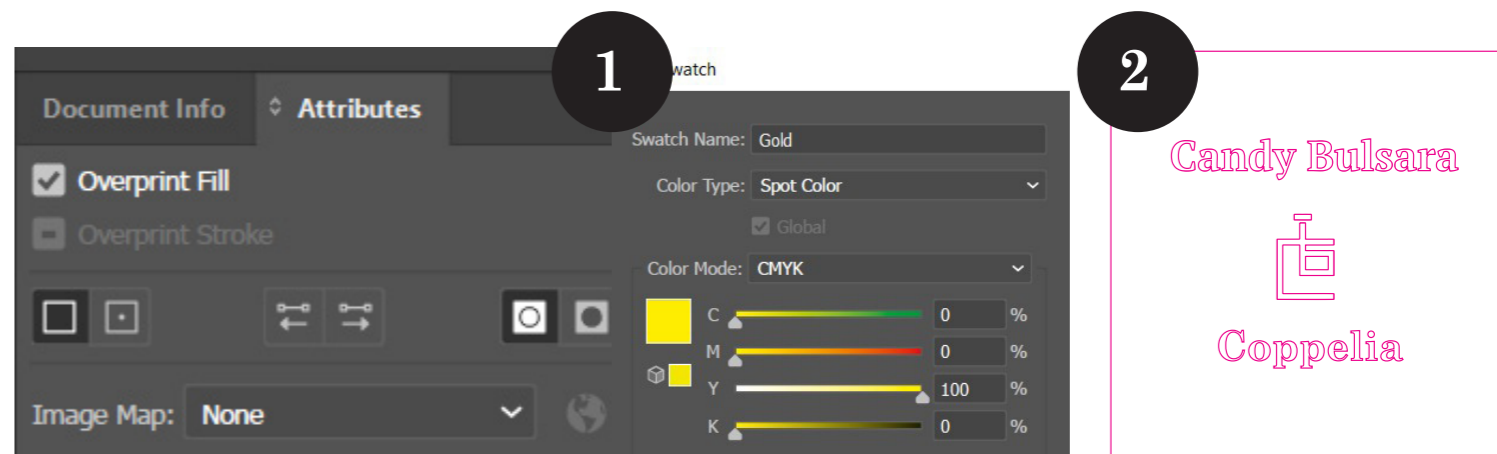 1
2
Document Info
Attributes
Overprint Fill
Overprint Stroke
Image Map: None
watch
Swatch Name: Gold
Color Type: Spot Color
Global
Color Mode: CMYK
C 0 %
M 0 %
Y 100 %
K 0 %
Candy Bulsara
Coppelia